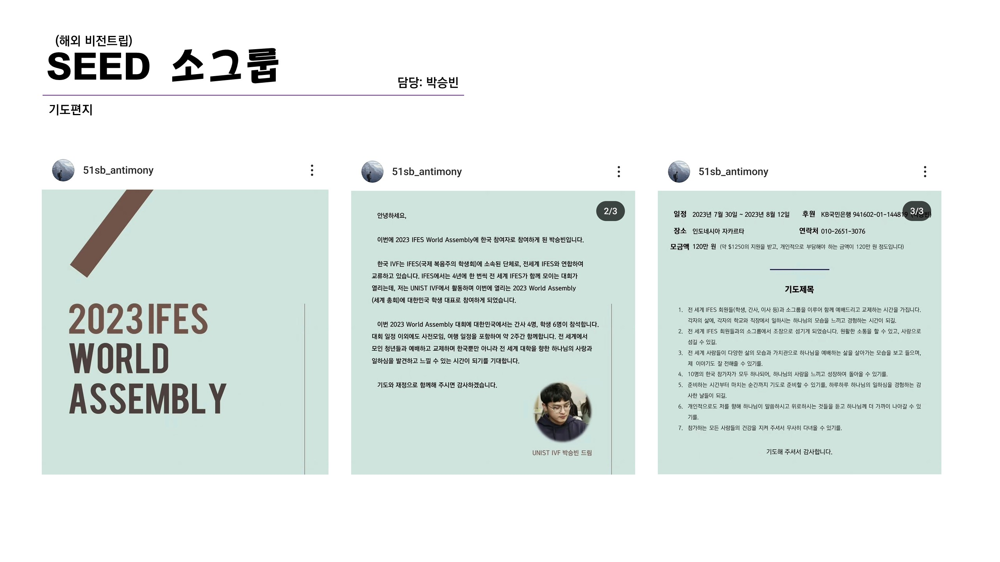 (해외 비전트립)
SEED 소그룹
담당: 박승빈
기도편지
51sb_antimony
2023 IFES
WORLD
ASSEMBLY
51sb_antimony
2/3
안녕하세요,
이번에 2023 IFES World Assembly에 한국 참여자로 참여하게 된 박승빈입니다.
한국 IVF는 IFES(국제 복음주의 학생회)에 소속된 단체로, 전세계 IFES와 연합하여
교류하고 있습니다. IFES에서는 4년에 한 번씩 전 세계 IFES가 함께 모이는 대회가
열리는데, 저는 UNIST IVF에서 활동하며 이번에 열리는 2023 World Assembly
(세계 총회)에 대한민국 학생 대표로 참여하게 되었습니다.
이번 2023 World Assembly 대회에 대한민국에서는 간사 4명, 학생 6명이 참석합니다.
대회 일정 이외에도 사전모임, 여행 일정을 포함하여 약 2주간 함께합니다. 전 세계에서
모인 청년들과 예배하고 교제하며 한국뿐만 아니라 전 세계 대학을 향한 하나님의 사랑과
일하심을 발견하고 느낄 수 있는 시간이 되기를 기대합니다.
기도와 재정으로 함께해 주시면 감사하겠습니다.
UNIST IVF 박승빈 드림
51sb_antimony
3/3
일정 2023년 7월 30일 ~ 2023년 8월 12일 후원 KB국민은행 941602-01-144819 (박승빈)
장소 인도네시아 자카르타 연락처 010-2651-3076
모금액 120만 원 (약 $1250의 지원을 받고, 개인적으로 부담해야 하는 금액이 120만 원 정도입니다)
기도제목
1. 전 세계 IFES 회원들(학생, 간사, 이사 등)과 소그룹을 이루어 함께 예배드리고 교제하는 시간을 가집니다.
각자의 삶에, 각자의 학교와 직장에서 일하시는 하나님의 모습을 느끼고 경험하는 시간이 되길.
2. 전 세계 IFES 회원들과의 소그룹에서 조장으로 섬기게 되었습니다. 원활한 소통을 할 수 있고, 사랑으로
섬길 수 있길.
3. 전 세계 사람들이 다양한 삶의 모습과 가치관으로 하나님을 예배하는 삶을 살아가는 모습을 보고 들으며,
제 이야기도 잘 전해줄 수 있기를.
4. 10명의 한국 참가자가 모두 하나되어, 하나님의 사랑을 느끼고 성장하여 돌아올 수 있기를.
5. 준비하는 시간부터 마치는 순간까지 기도로 준비할 수 있기를, 하루하루 하나님의 일하심을 경험하는 감
사한 날들이 되길.
6. 개인적으로도 저를 향해 하나님이 말씀하시고 위로하시는 것들을 듣고 하나님께 더 가까이 나아갈 수 있
기를.
7. 참가하는 모든 사람들의 건강을 지켜 주셔서 무사히 다녀올 수 있기를.
기도해 주셔서 감사합니다.